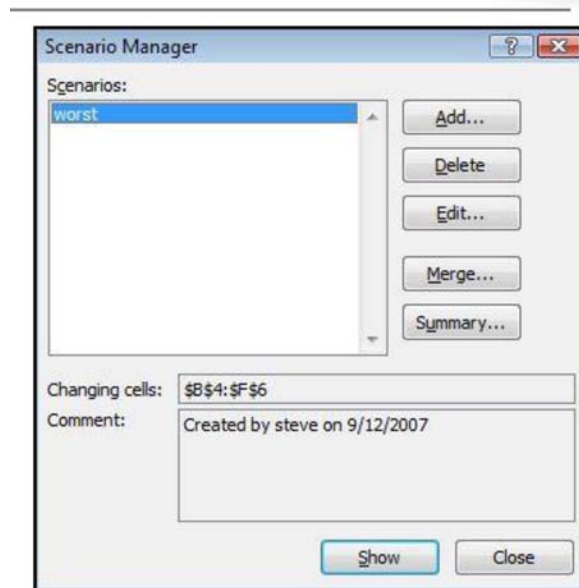 Scenario Manager
Scenarios:
worst
Add...
Delete
Edit...
Merge...
Summary...
Changing cells: $B$4:$F$6
Comment: Created by steve on 9/12/2007
Show Close